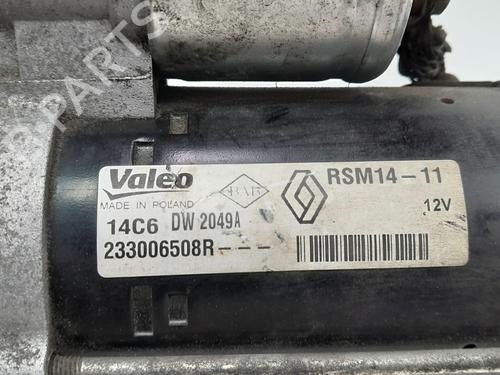 Valeo
MADE IN POLAND
14C6 DW 2049A
233006508R---
RSM14-11
12V